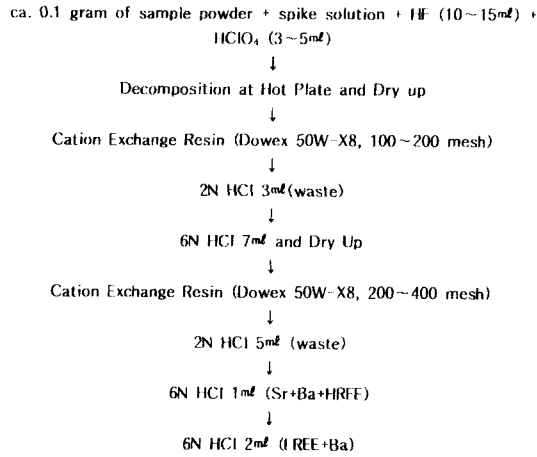 ca. 0.1 gram of sample powder + spike solution + HF (10~15㎖) +
HClO₄ (3~5㎖)
↓
Decomposition at Hot Plate and Dry up
↓
Cation Exchange Resin (Dowex 50W-X8, 100~200 mesh)
↓
2N HCl 3㎖(waste)
↓
6N HCl 7㎖ and Dry Up
↓
Cation Exchange Resin (Dowex 50W-X8, 200~400 mesh)
↓
2N HCl 5㎖ (waste)
↓
6N HCl 1㎖ (Sr+Ba+HREE)
↓
6N HCl 2㎖ (LREE+Ba)